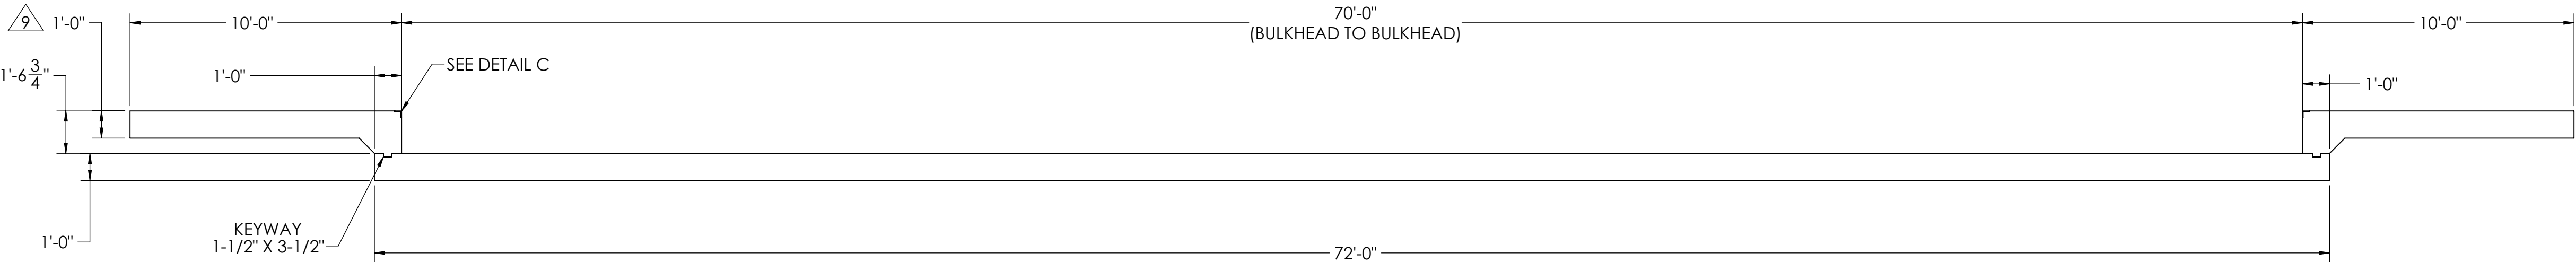 9
1'-0"
10'-0"
70'-0"
(BULKHEAD TO BULKHEAD)
10'-0"
1'-6 3/4"
1'-0"
SEE DETAIL C
1'-0"
1'-0"
KEYWAY
1-1/2" X 3-1/2"
72'-0"